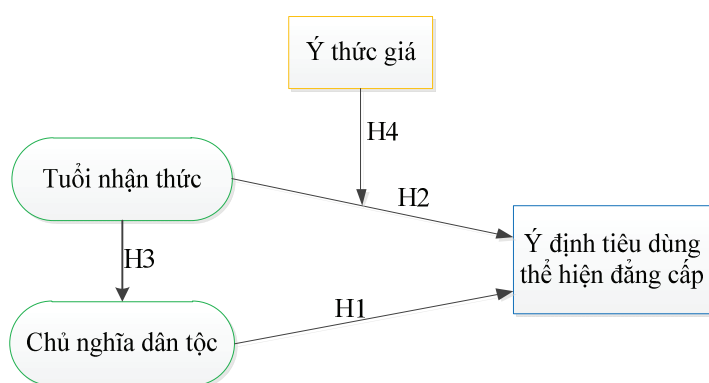 Ý thức giá
H4
Tuổi nhận thức
H2
Ý định tiêu dùng
thể hiện đẳng cấp
H3
H1
Chủ nghĩa dân tộc